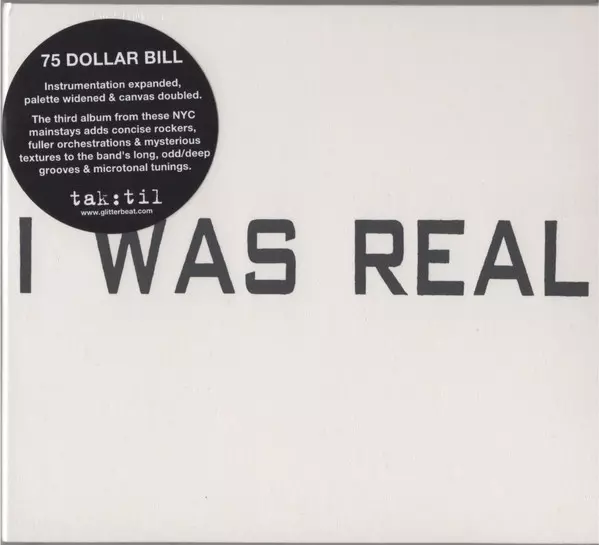 75 DOLLAR BILL
Instrumentation expanded,
palette widened & canvas doubled.
The third album from these NYC
mainstays adds concise rockers,
fuller orchestrations & mysterious
textures to the band's long, odd/deep
grooves & microtonal tunings.
tak:til
www.glitterbeat.com
I WAS REAL